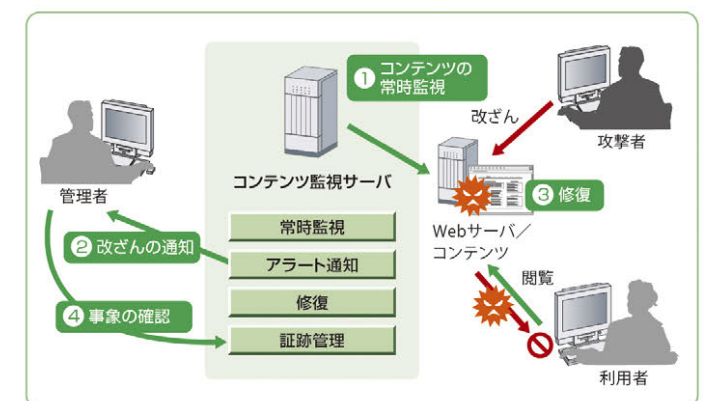 ① コンテンツの
常時監視
改ざん
攻撃者
管理者
コンテンツ監視サーバ
③ 修復
Webサーバ／
コンテンツ
常時監視
② 改ざんの通知
アラート通知
閲覧
修復
④ 事象の確認
証跡管理
利用者